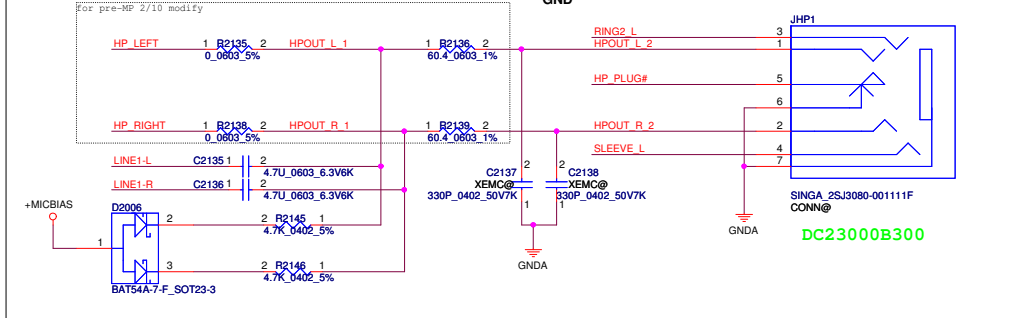 GND
for pre-MP 2/10 modify
JHP1
HP_LEFT 1 R2135 2 HPOUT_L_1 1 R2136 2
0_0603_5% 60.4_0603_1%
RING2_L 3
HPOUT_L_2 1
HP_PLUG# 5
6
HP_RIGHT 1 R2138 2 HPOUT_R_1 1 R2139 2 HPOUT_R_2 2
0_0603_5% 60.4_0603_1%
SLEEVE_L 4
7
LINE1-L C2135 1 2
4.7U_0603_6.3V6K
LINE1-R C2136 1 2
4.7U_0603_6.3V6K
2 2
C2137 C2138
XEMC@ XEMC@
330P_0402_50V7K 330P_0402_50V7K
1 1
SINGA_2SJ3080-001111F
CONN@
DC23000B300
GNDA
GNDA
+MICBIAS
D2006
1
2 2 R2145 1
4.7K_0402_5%
3 2 R2146 1
4.7K_0402_5%
BAT54A-7-F_SOT23-3